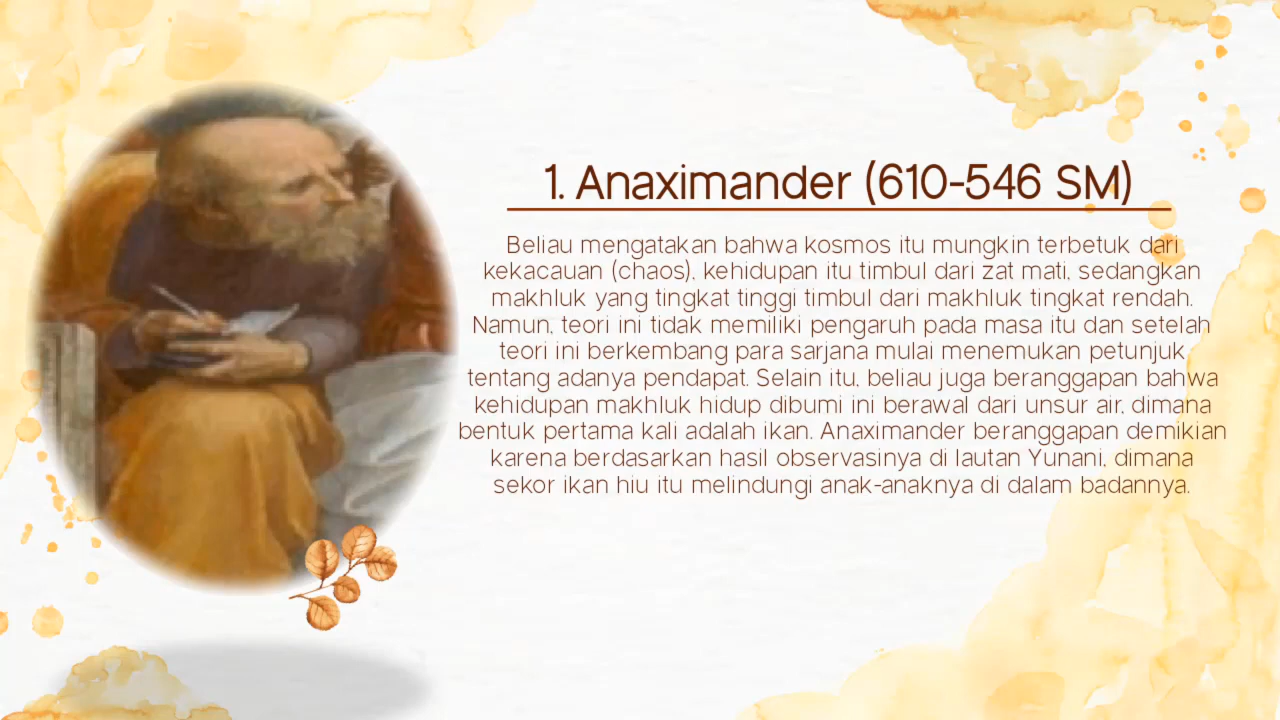 1. Anaximander (610-546 SM)
Beliau mengatakan bahwa kosmos itu mungkin terbetuk dari
kekacauan (chaos), kehidupan itu timbul dari zat mati, sedangkan
makhluk yang tingkat tinggi timbul dari makhluk tingkat rendah.
Namun, teori ini tidak memiliki pengaruh pada masa itu dan setelah
teori ini berkembang para sarjana mulai menemukan petunjuk
tentang adanya pendapat. Selain itu, beliau juga beranggapan bahwa
kehidupan makhluk hidup dibumi ini berawal dari unsur air, dimana
bentuk pertama kali adalah ikan. Anaximander beranggapan demikian
karena berdasarkan hasil observasinya di lautan Yunani, dimana
sekor ikan hiu itu melindungi anak-anaknya di dalam badannya.